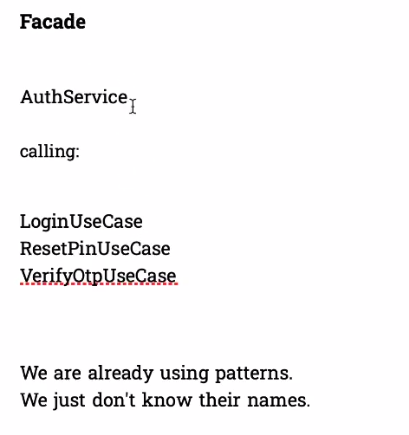 Facade
AuthService
calling:
LoginUseCase
ResetPinUseCase
VerifyOtpUseCase
We are already using patterns.
We just don't know their names.